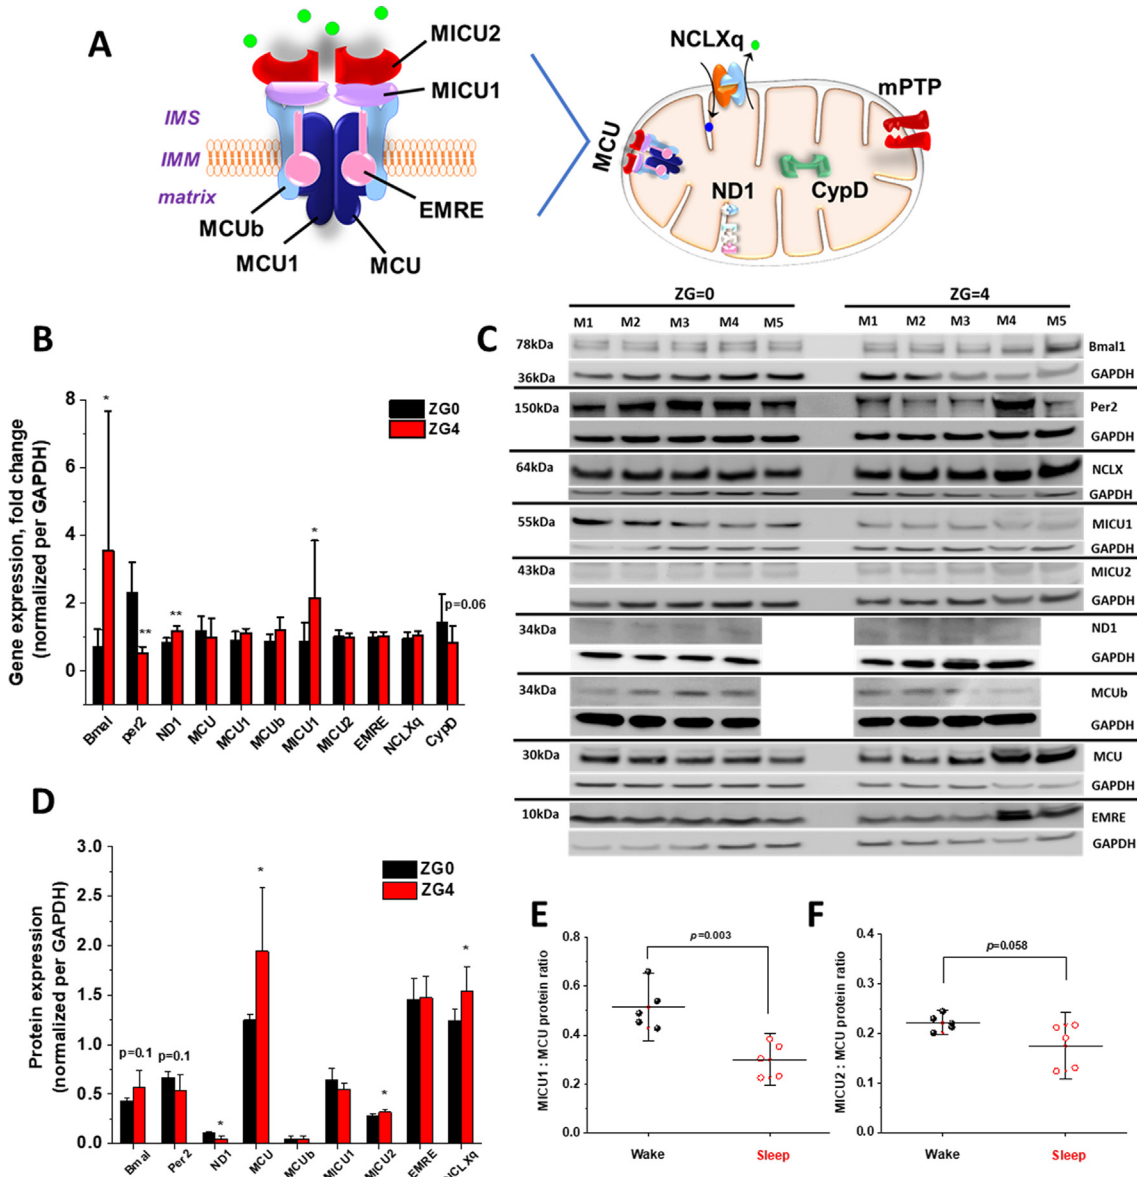 A
MICU2
MICU1
IMS
IMM
matrix
MCUb
EMRE
MCU1
MCU
NCLXq
mPTP
MCU
ND1
CypD
B
Gene expression, fold change
(normalized per GAPDH)
8
6
4
2
0
ZG0
ZG4
*
**
**
*
p=0.06
Bmal
per2
ND1
MCU
MCU1
MCUb
MICU1
MICU2
EMRE
NCLXq
CypD
C
ZG=0
ZG=4
M1 M2 M3 M4 M5
M1 M2 M3 M4 M5
78kDa
Bmal1
36kDa
GAPDH
150kDa
Per2
GAPDH
64kDa
NCLX
GAPDH
55kDa
MICU1
GAPDH
43kDa
MICU2
GAPDH
34kDa
ND1
GAPDH
34kDa
MCUb
GAPDH
30kDa
MCU
GAPDH
10kDa
EMRE
GAPDH
D
Protein expression
(normalized per GAPDH)
3.0
2.5
2.0
1.5
1.0
0.5
0.0
ZG0
ZG4
p=0.1
p=0.1
*
*
*
*
Bmal
Per2
ND1
MCU
MCUb
MICU1
MICU2
EMRE
NCLXq
E
MICU1 : MCU protein ratio
0.8
0.6
0.4
0.2
0.0
p=0.003
Wake
Sleep
F
MICU2 : MCU protein ratio
0.4
0.3
0.2
0.1
0.0
p=0.058
Wake
Sleep